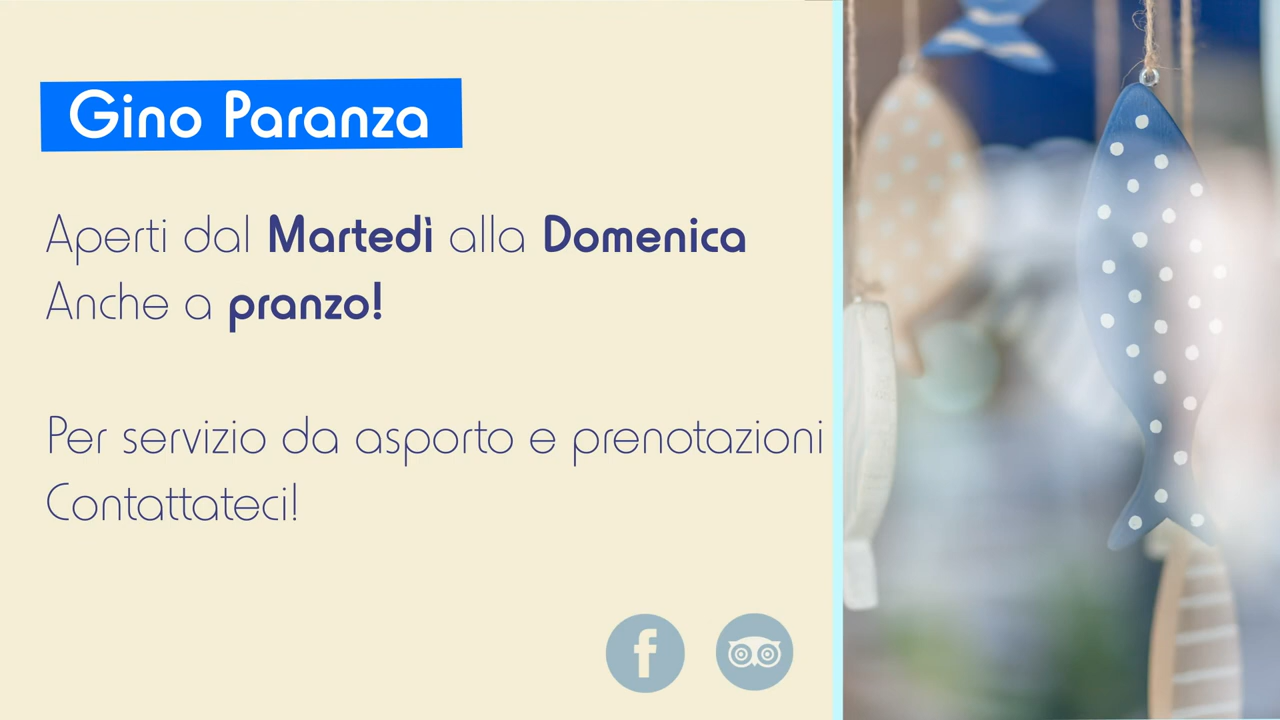 Gino Paranza
Aperti dal Martedì alla Domenica
Anche a pranzo!
Per servizio da asporto e prenotazioni
Contattateci!